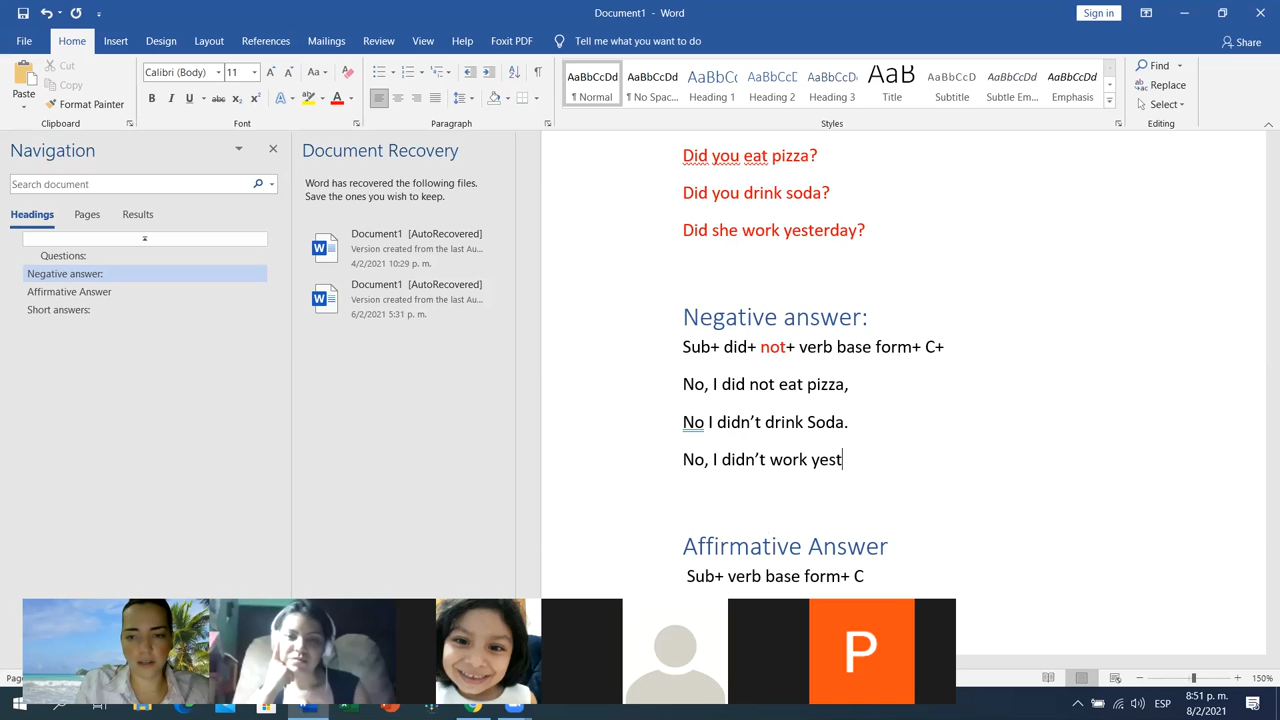 Document1 - Word
Sign in
File Home Insert Design Layout References Mailings Review View Help Foxit PDF Tell me what you want to do
Share
Paste
Cut
Copy
Format Painter
Clipboard
Calibri (Body) 11
Font
Paragraph
AaBbCcDd AaBbCcDd AaBbCc AaBbCcD AaBbCcDd AaB AaBbCcDd AaBbCcDd AaBbCcDd
¶ Normal ¶ No Spac... Heading 1 Heading 2 Heading 3 Title Subtitle Subtle Em... Emphasis
Styles
Find
Replace
Select
Editing
Navigation
Search document
Headings Pages Results
Questions:
Negative answer:
Affirmative Answer
Short answers:
Document Recovery
Word has recovered the following files.
Save the ones you wish to keep.
Document1 [AutoRecovered]
Version created from the last Au...
4/2/2021 10:29 p. m.
Document1 [AutoRecovered]
Version created from the last Au...
6/2/2021 5:31 p. m.
Did you eat pizza?
Did you drink soda?
Did she work yesterday?
Negative answer:
Sub+ did+ not+ verb base form+ C+
No, I did not eat pizza,
No I didn’t drink Soda.
No, I didn’t work yest
Affirmative Answer
Sub+ verb base form+ C
P
150%
ESP
8:51 p. m.
8/2/2021